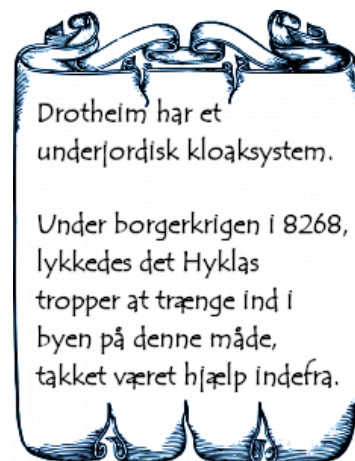 Drotheim har et
underjordisk kloaksystem.
Under borgerkrigen i 8268,
lykkedes det Hyklas
tropper at trænge ind i
byen på denne måde,
takket været hjælp indefra.